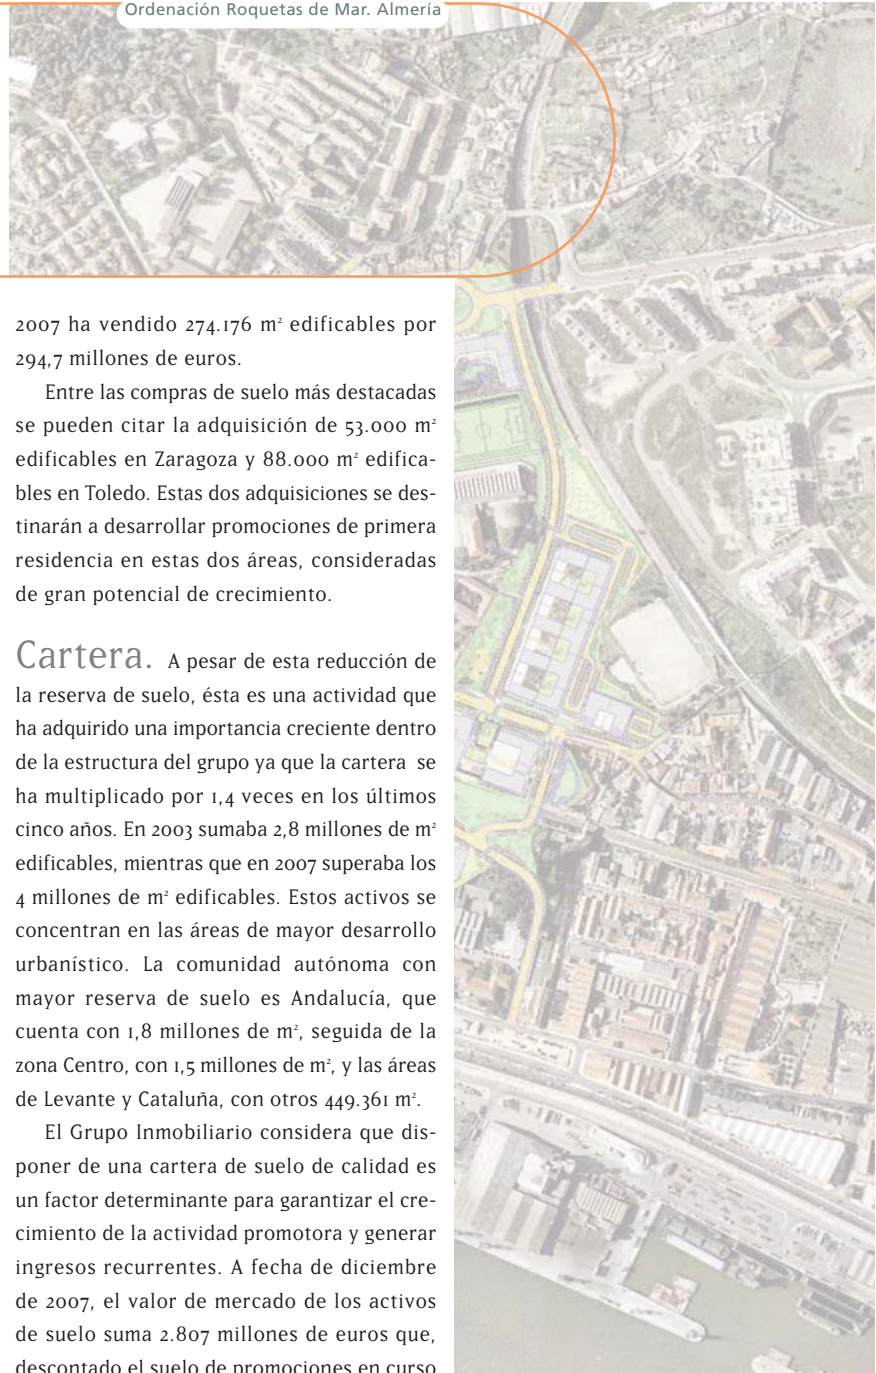 Ordenación Roquetas de Mar. Almería
2007 ha vendido 274.176 m² edificables por
294,7 millones de euros.
Entre las compras de suelo más destacadas
se pueden citar la adquisición de 53.000 m²
edificables en Zaragoza y 88.000 m² edifica-
bles en Toledo. Estas dos adquisiciones se des-
tinarán a desarrollar promociones de primera
residencia en estas dos áreas, consideradas
de gran potencial de crecimiento.
Cartera. A pesar de esta reducción de
la reserva de suelo, ésta es una actividad que
ha adquirido una importancia creciente dentro
de la estructura del grupo ya que la cartera se
ha multiplicado por 1,4 veces en los últimos
cinco años. En 2003 sumaba 2,8 millones de m²
edificables, mientras que en 2007 superaba los
4 millones de m² edificables. Estos activos se
concentran en las áreas de mayor desarrollo
urbanístico. La comunidad autónoma con
mayor reserva de suelo es Andalucía, que
cuenta con 1,8 millones de m², seguida de la
zona Centro, con 1,5 millones de m², y las áreas
de Levante y Cataluña, con otros 449.361 m².
El Grupo Inmobiliario considera que dis-
poner de una cartera de suelo de calidad es
un factor determinante para garantizar el cre-
cimiento de la actividad promotora y generar
ingresos recurrentes. A fecha de diciembre
de 2007, el valor de mercado de los activos
de suelo suma 2.807 millones de euros que,
descontado el suelo de promociones en curso